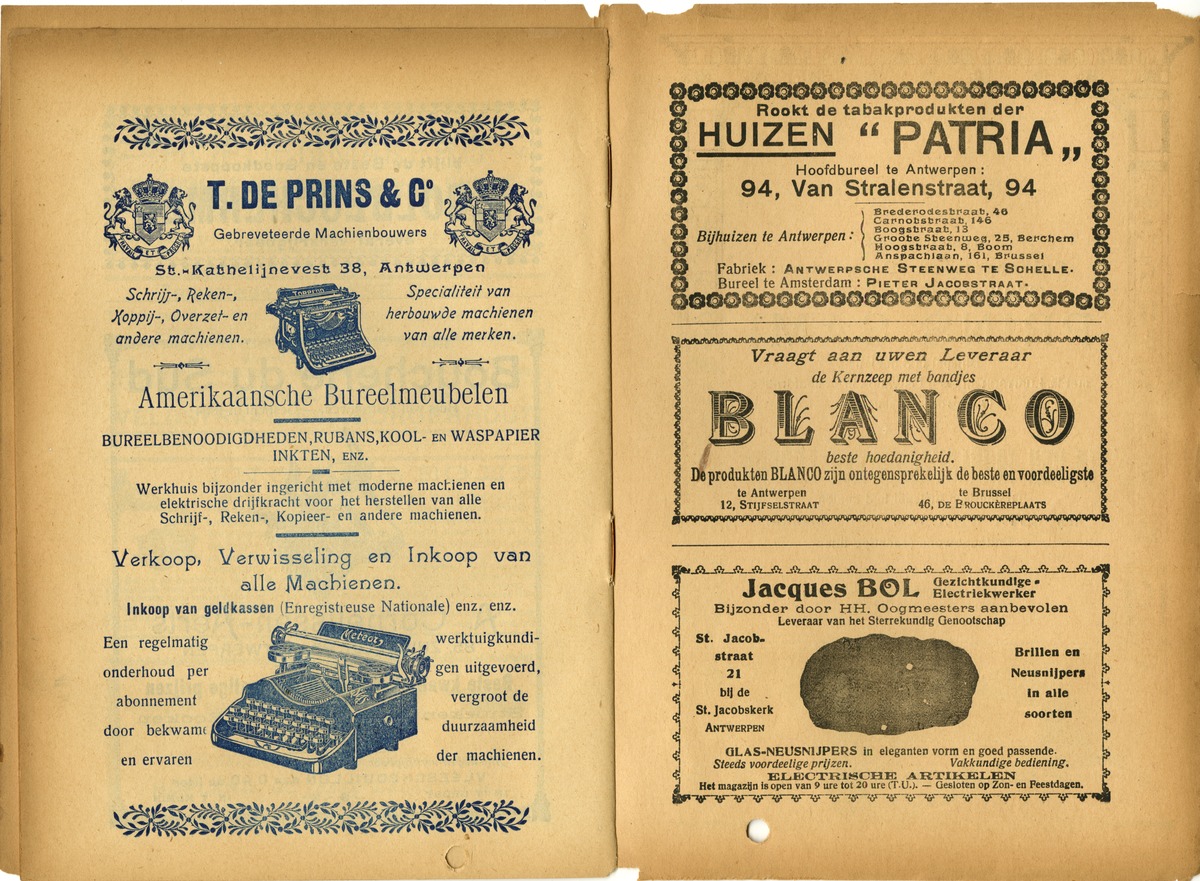 T. DE PRINS & Cº
Gebreveteerde Machienbouwers
TRAVAIL ET PROGRES
St.-Kathelijnevest 38, Antwerpen
Schrijf-, Reken-,
Koppij-, Overzet- en
andere machienen.
TORPEDO
Specialiteit van
herbouwde machienen
van alle merken.
Amerikaansche Bureelmeubelen
BUREELBENOODIGDHEDEN, RUBANS, KOOL- EN WASPAPIER
INKTEN, ENZ.
Werkhuis bijzonder ingericht met moderne machienen en
elektrische drijfkracht voor het herstellen van alle
Schrijf-, Reken-, Kopieer- en andere machienen.
Verkoop, Verwisseling en Inkoop van
alle Machienen.
Inkoop van geldkassen (Enregistreuse Nationale) enz. enz.
Een regelmatig
onderhoud per
abonnement
door bekwame
en ervaren
Meteor
werktuigkundi-
gen uitgevoerd,
vergroot de
duurzaamheid
der machienen.
Rookt de tabakprodukten der
HUIZEN “ PATRIA „
Hoofdbureel te Antwerpen :
94, Van Stralenstraat, 94
Bijhuizen te Antwerpen :
Brederodestraat, 46
Carnotstraat, 146
Boogstraat, 13
Groote Steenweg, 25, Berchem
Hoogstraat, 8, Boom
Anspachlaan, 161, Brussel
Fabriek : ANTWERPSCHE STEENWEG TE SCHELLE.
Bureel te Amsterdam : PIETER JACOBSTRAAT.
Vraagt aan uwen Leveraar
de Kernzeep met bandjes
BLANCO
beste hoedanigheid.
De produkten BLANCO zijn ontegensprekelijk de beste en voordeeligste
te Antwerpen
12, STIJFSELSTRAAT
te Brussel
46, DE BROUCKÈREPLAATS
Jacques BOL Gezichtkundige-
Electriekwerker
Bijzonder door HH. Oogmeesters aanbevolen
Leveraar van het Sterrekundig Genootschap
St. Jacob-
straat
21
bij de
St. Jacobskerk
ANTWERPEN
Brillen en
Neusnijpers
in alle
soorten
GLAS-NEUSNIJPERS in eleganten vorm en goed passende.
Steeds voordeelige prijzen. Vakkundige bediening.
ELECTRISCHE ARTIKELEN
Het magazijn is open van 9 ure tot 20 ure (T.U.). — Gesloten op Zon- en Feestdagen.